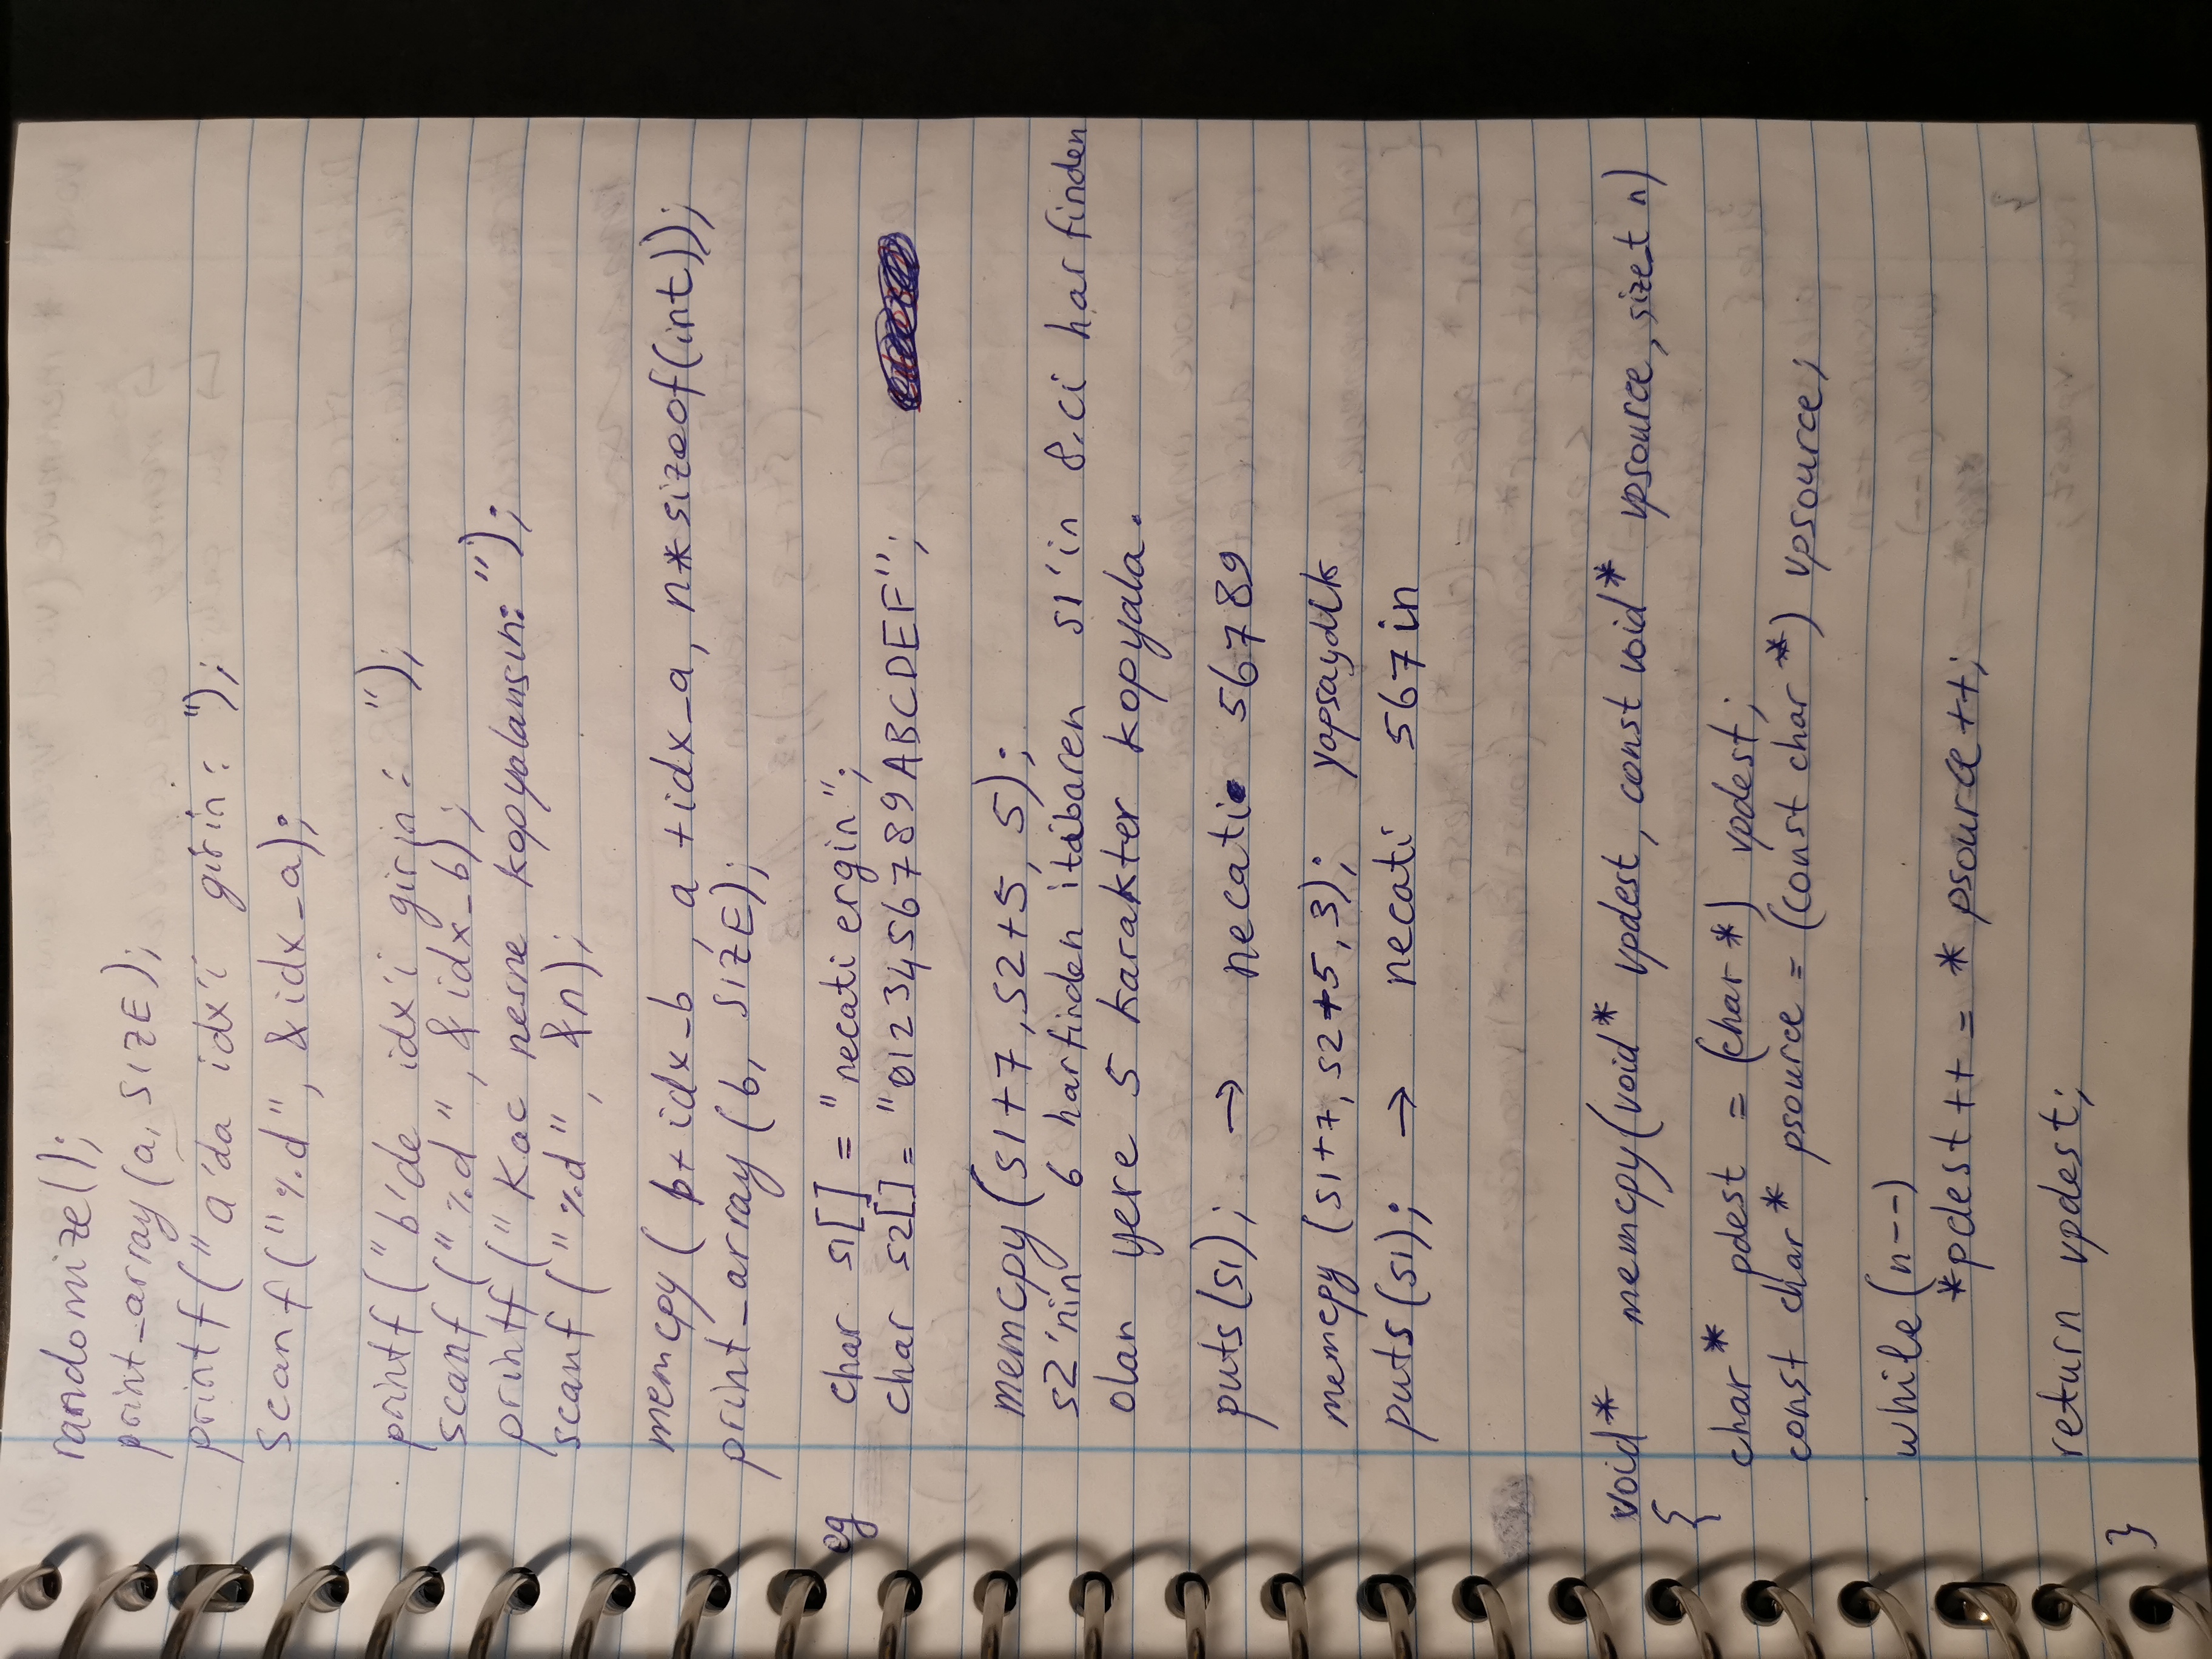 randomize();
print_array(a, SIZE);
printf("a'da idx'i girin: ");
scanf("%d", &idx_a);
printf("b'de idx'i girin: ");
scanf("%d", &idx_b);
printf("Kac nesne kopyalansın: ");
scanf("%d", &n);
memcpy( b+ idx_b , a +idx_a, n*sizeof(int));
print_array(b, SIZE);
eg char s1[] = "necati ergin";
char s2[] = "0123456789ABCDEF";
memcpy(s1+7, s2+5, 5);
s2'nin 6 harfinden itibaren s1'in 8.ci harfinden
olan yere 5 karakter kopyala.
puts(s1); → necati 56789
memcpy (s1+7, s2+5, 3); yapsaydık
puts(s1); → necati 567in
void* memcpy(void* vpdest, const void* vpsource, size_t n)
{
char* pdest = (char*) vpdest;
const char* psource = (const char*) vpsource;
while(n--)
*pdest++ = * psource++;
return vpdest;
}